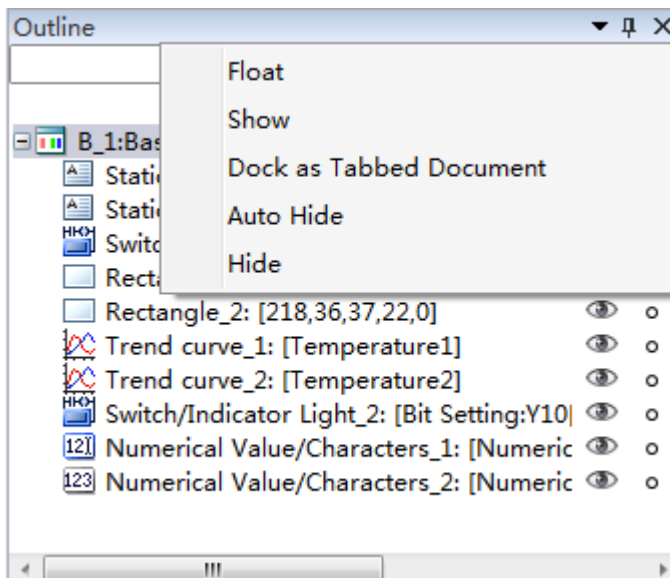 Outline
Float
Show
Dock as Tabbed Document
Auto Hide
Hide
B_1:Bas
Static
Static
Switc
Recta
Rectangle_2: [218,36,37,22,0]
Trend curve_1: [Temperature1]
Trend curve_2: [Temperature2]
Switch/Indicator Light_2: [Bit Setting:Y10|
Numerical Value/Characters_1: [Numeric
Numerical Value/Characters_2: [Numeric